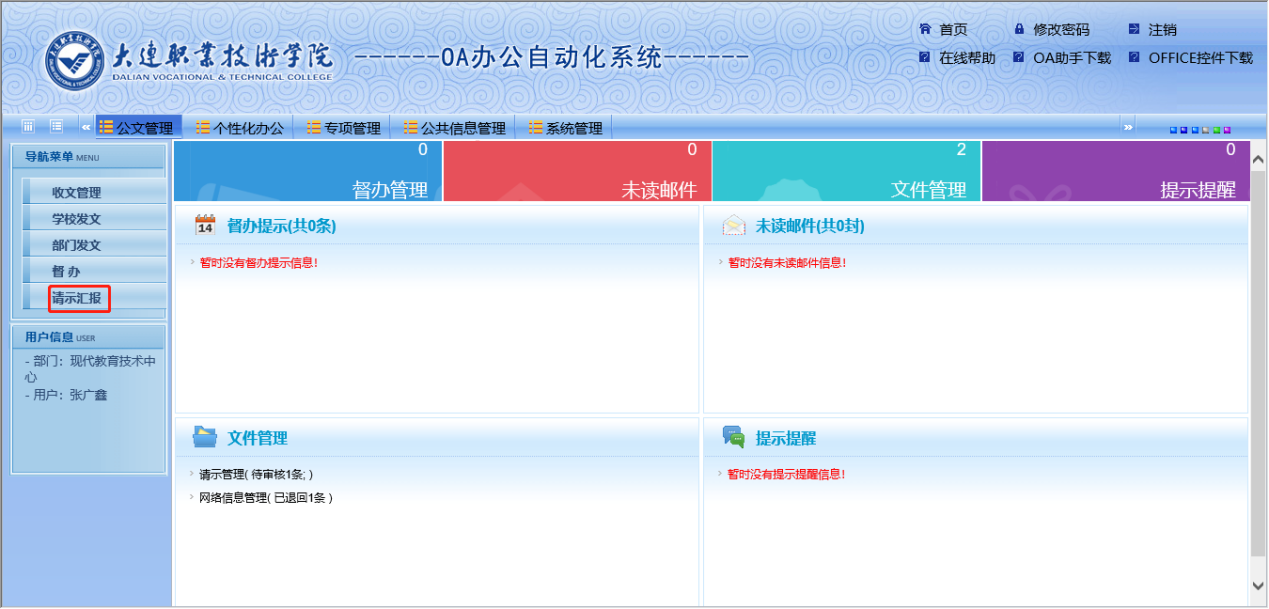 大连职业技术学院
DALIAN VOCATIONAL & TECHNICAL COLLEGE
------OA办公自动化系统------
首页 修改密码 注销
在线帮助 OA助手下载 OFFICE控件下载
« 公文管理 个性化办公 专项管理 公共信息管理 系统管理 »
导航菜单 MENU
收文管理
学校发文
部门发文
督 办
请示汇报
用户信息 USER
- 部门：现代教育技术中
心
- 用户：张广鑫
0
督办管理
0
未读邮件
2
文件管理
0
提示提醒
14 督办提示(共0条)
暂时没有督办提示信息!
未读邮件(共0封)
暂时没有未读邮件信息!
文件管理
请示管理( 待审核1条; )
网络信息管理( 已退回1条 )
提示提醒
暂时没有提示提醒信息!